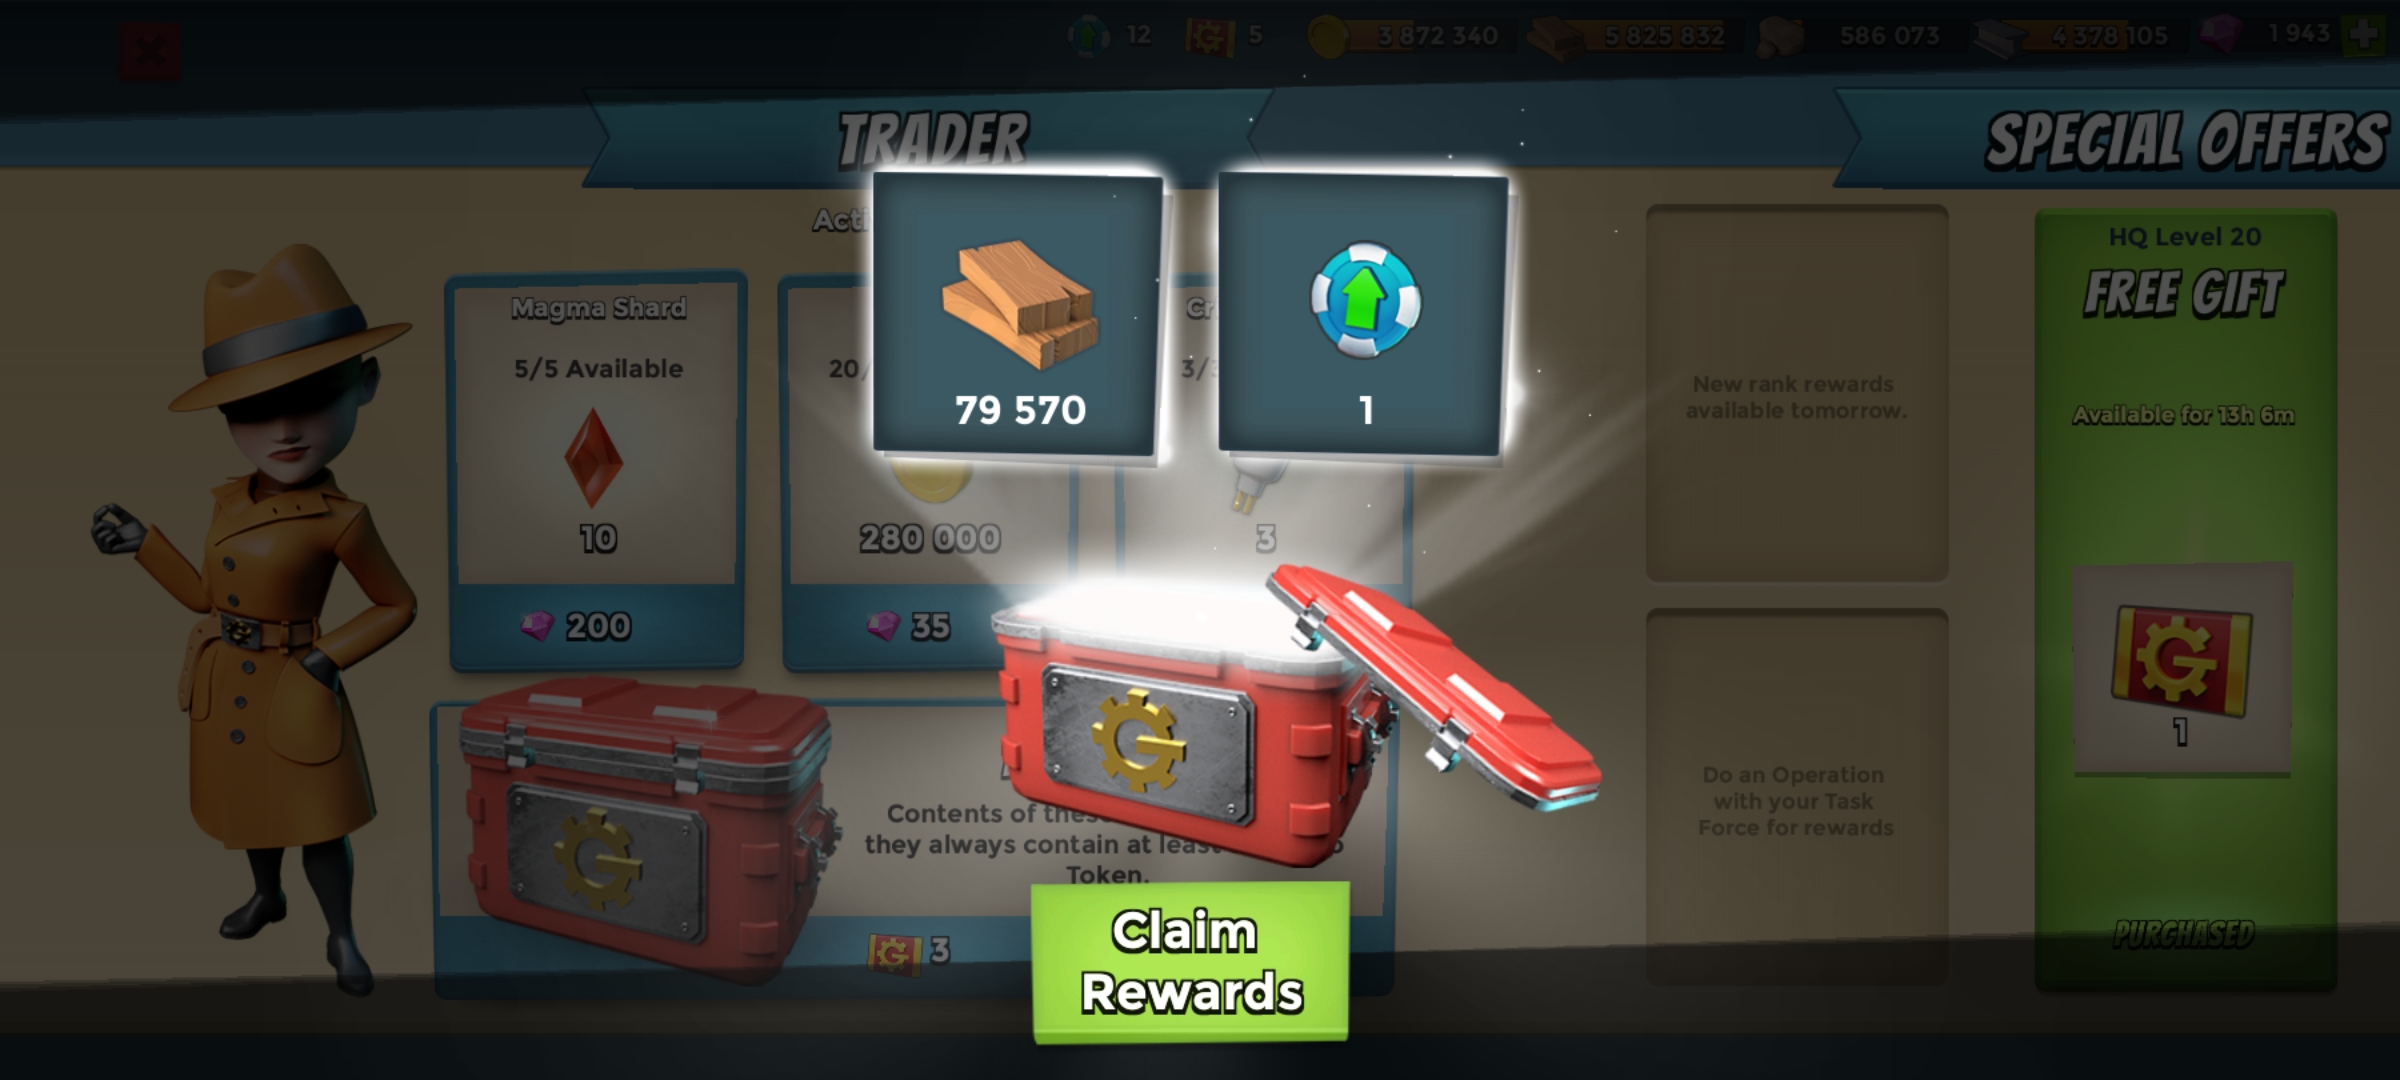 12
5
3 872 340
5 825 832
586 073
4 378 105
1 943
TRADER
SPECIAL OFFERS
Magma Shard
5/5 Available
10
200
280 000
35
3
79 570
1
New rank rewards
available tomorrow.
Do an Operation
with your Task
Force for rewards
HQ Level 20
FREE GIFT
Available for 13h 6m
1
PURCHASED
Contents of
they always contain at least
Token.
3
Claim
Rewards